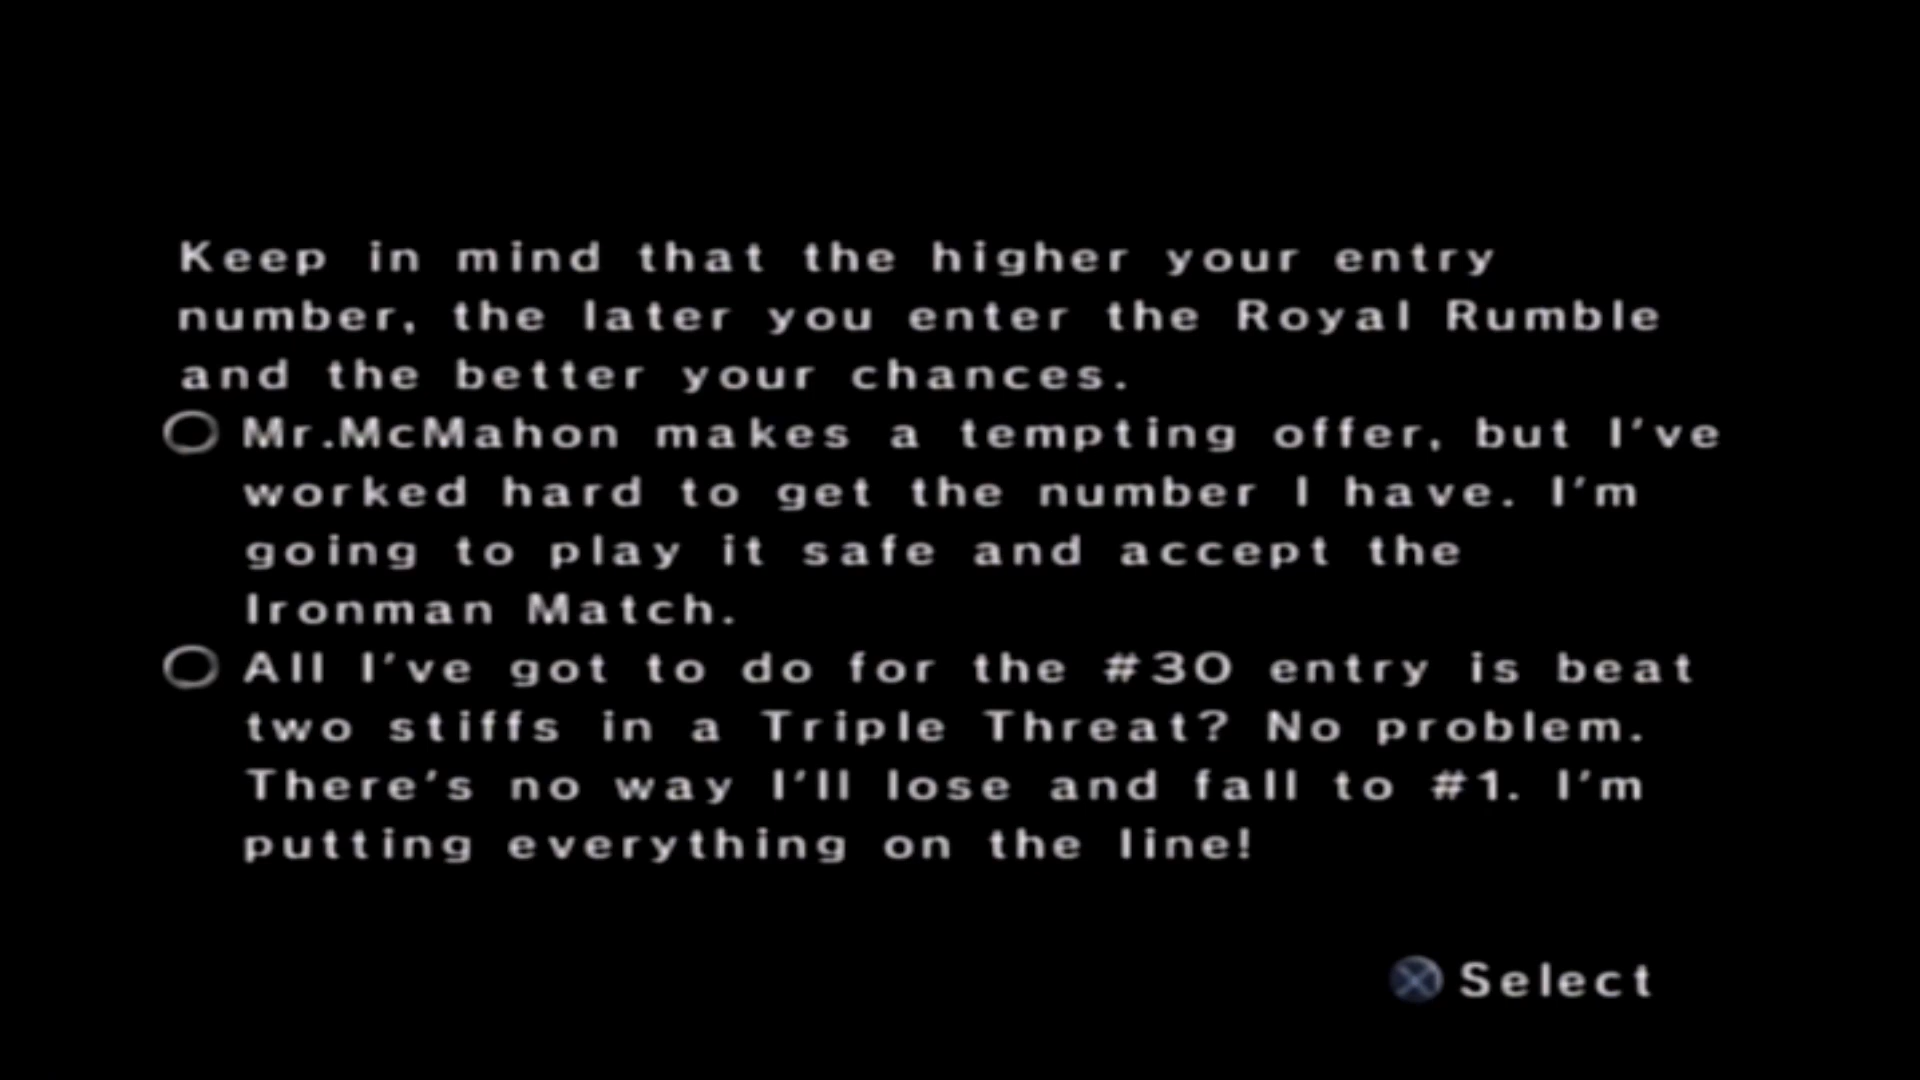 Keep in mind that the higher your entry
number, the later you enter the Royal Rumble
and the better your chances.
Mr.McMahon makes a tempting offer, but I've
worked hard to get the number I have. I'm
going to play it safe and accept the
Ironman Match.
All I've got to do for the #30 entry is beat
two stiffs in a Triple Threat? No problem.
There's no way I'll lose and fall to #1. I'm
putting everything on the line!
Select